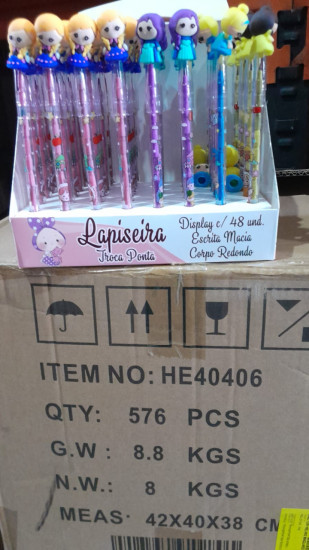 Lapiseira
Troca Ponta
Display c/ 48 und.
Escrita Macia
Corpo Redondo
ITEM NO: HE40406
QTY: 576 PCS
G.W : 8.8 KGS
N.W.: 8 KGS
MEAS: 42X40X38 CM